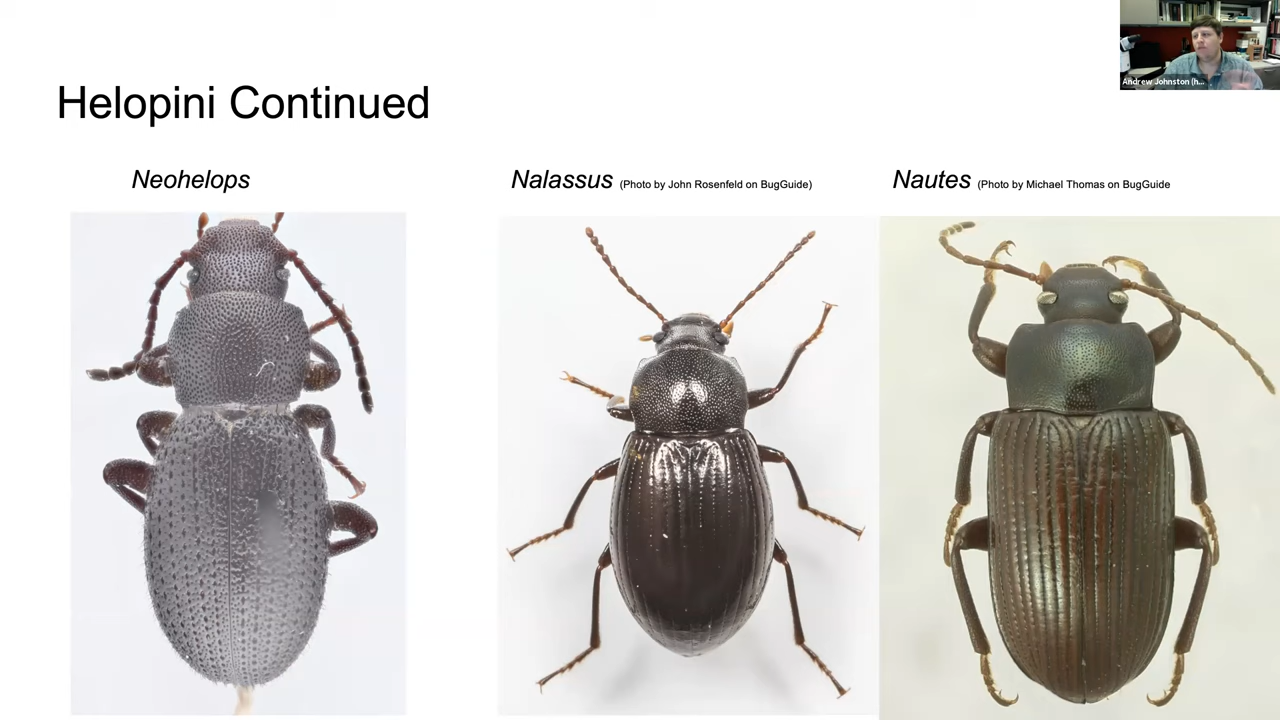 Andrew Johnston (h...
Helopini Continued
Neohelops
Nalassus (Photo by John Rosenfeld on BugGuide)
Nautes (Photo by Michael Thomas on BugGuide